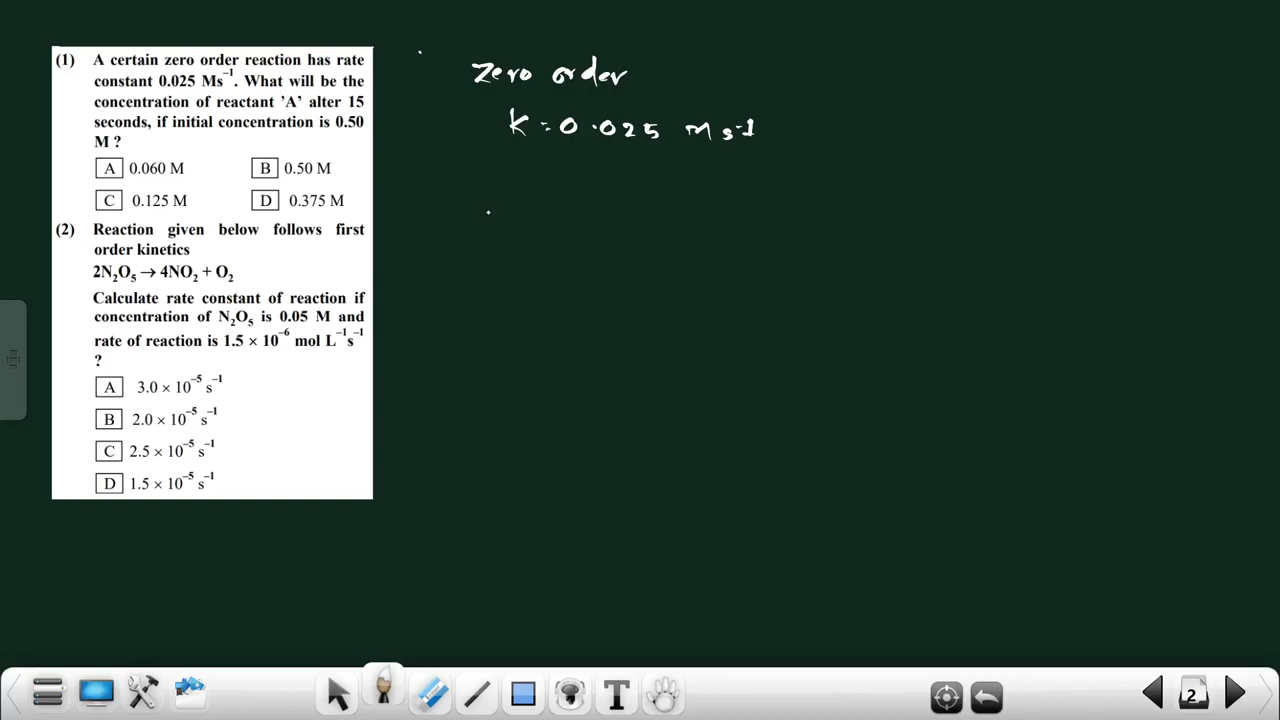 (1) A certain zero order reaction has rate
constant 0.025 Ms⁻¹. What will be the
concentration of reactant ’A’ alter 15
seconds, if initial concentration is 0.50
M ?
A 0.060 M B 0.50 M
C 0.125 M D 0.375 M
(2) Reaction given below follows first
order kinetics
2N₂O₅ → 4NO₂ + O₂
Calculate rate constant of reaction if
concentration of N₂O₅ is 0.05 M and
rate of reaction is 1.5 × 10⁻⁶ mol L⁻¹s⁻¹
?
A 3.0 × 10⁻⁵ s⁻¹
B 2.0 × 10⁻⁵ s⁻¹
C 2.5 × 10⁻⁵ s⁻¹
D 1.5 × 10⁻⁵ s⁻¹
Zero order
K = 0.025 M s⁻¹
T
2